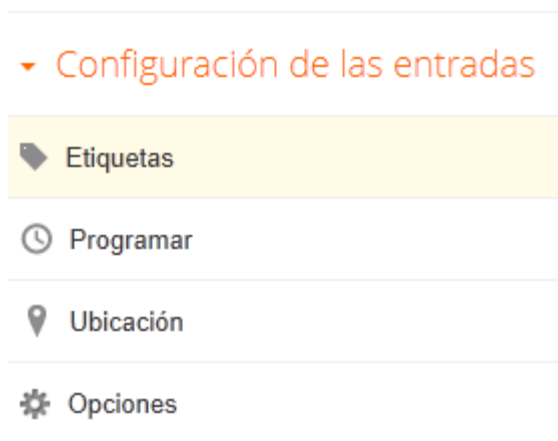 Configuración de las entradas
Etiquetas
Programar
Ubicación
Opciones